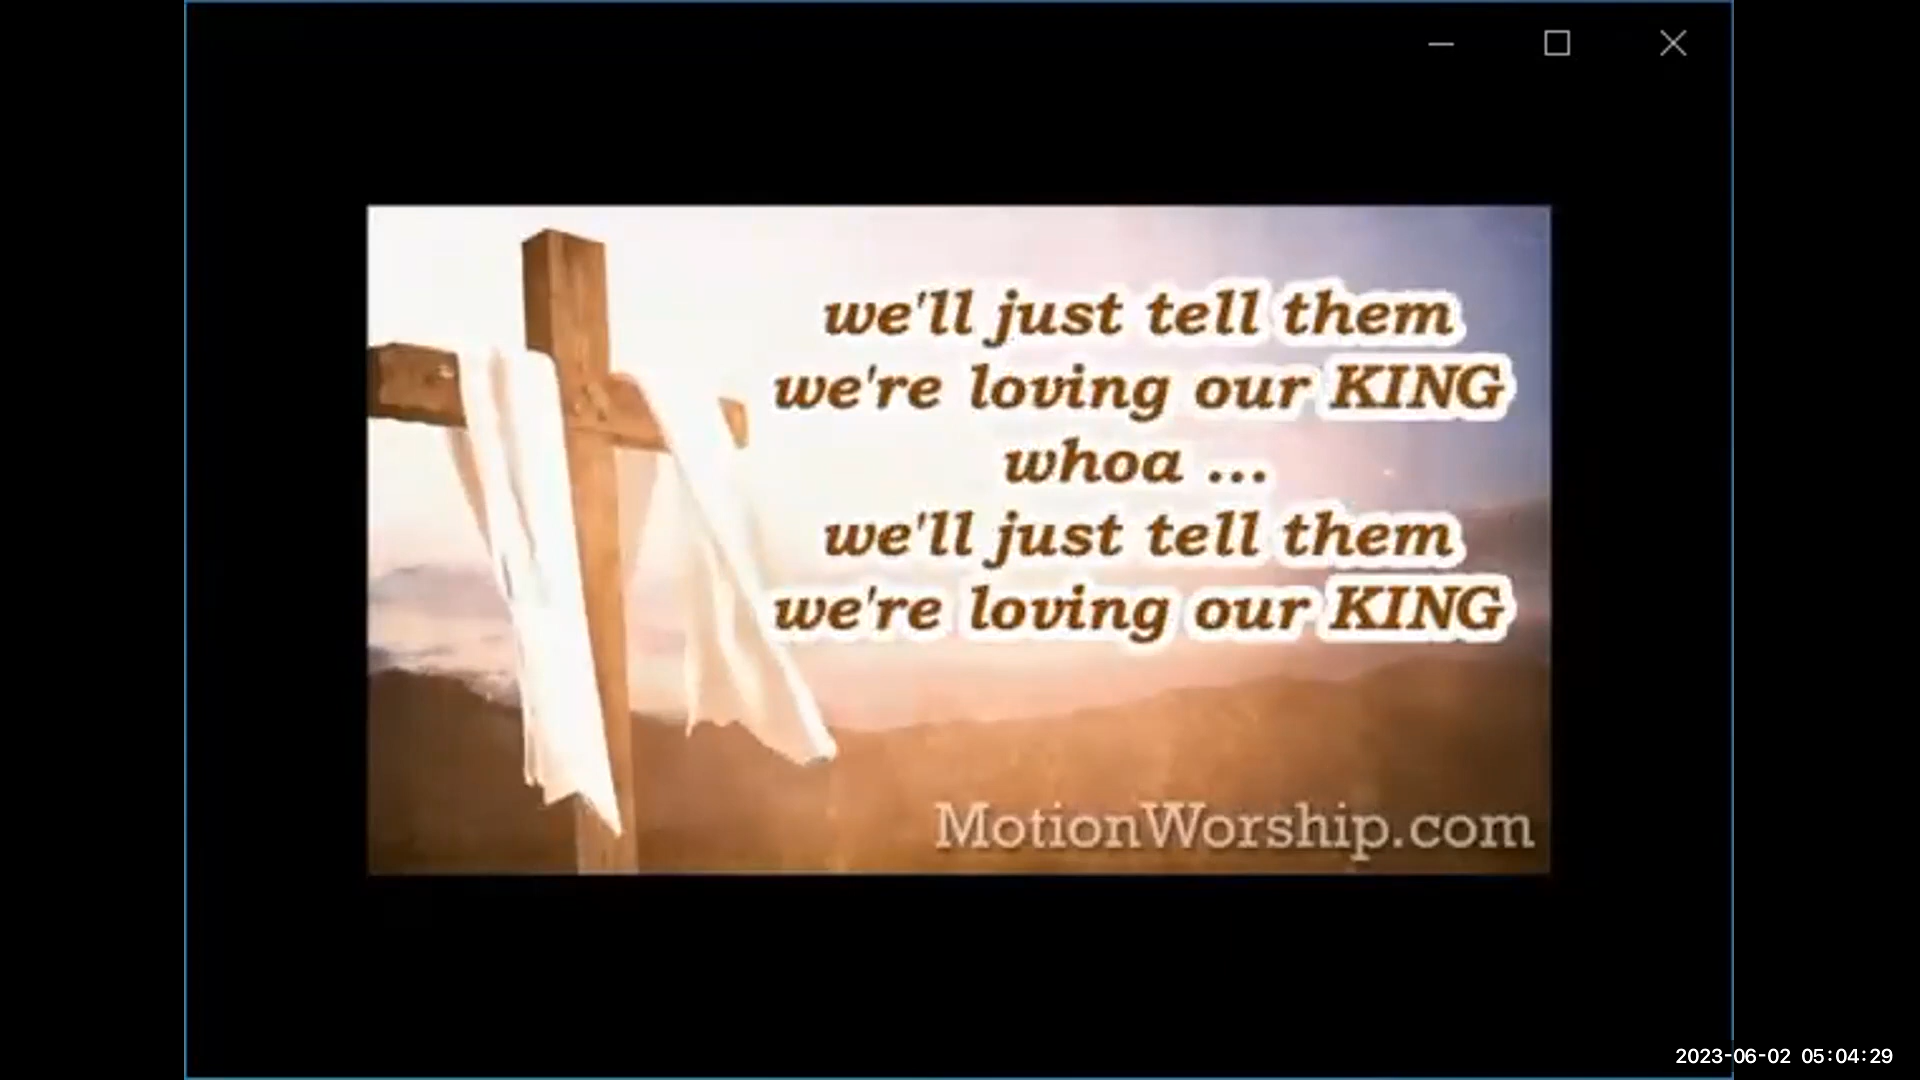 we'll just tell them
we're loving our KING
whoa ...
we'll just tell them
we're loving our KING
MotionWorship.com
2023-06-02 05:04:29